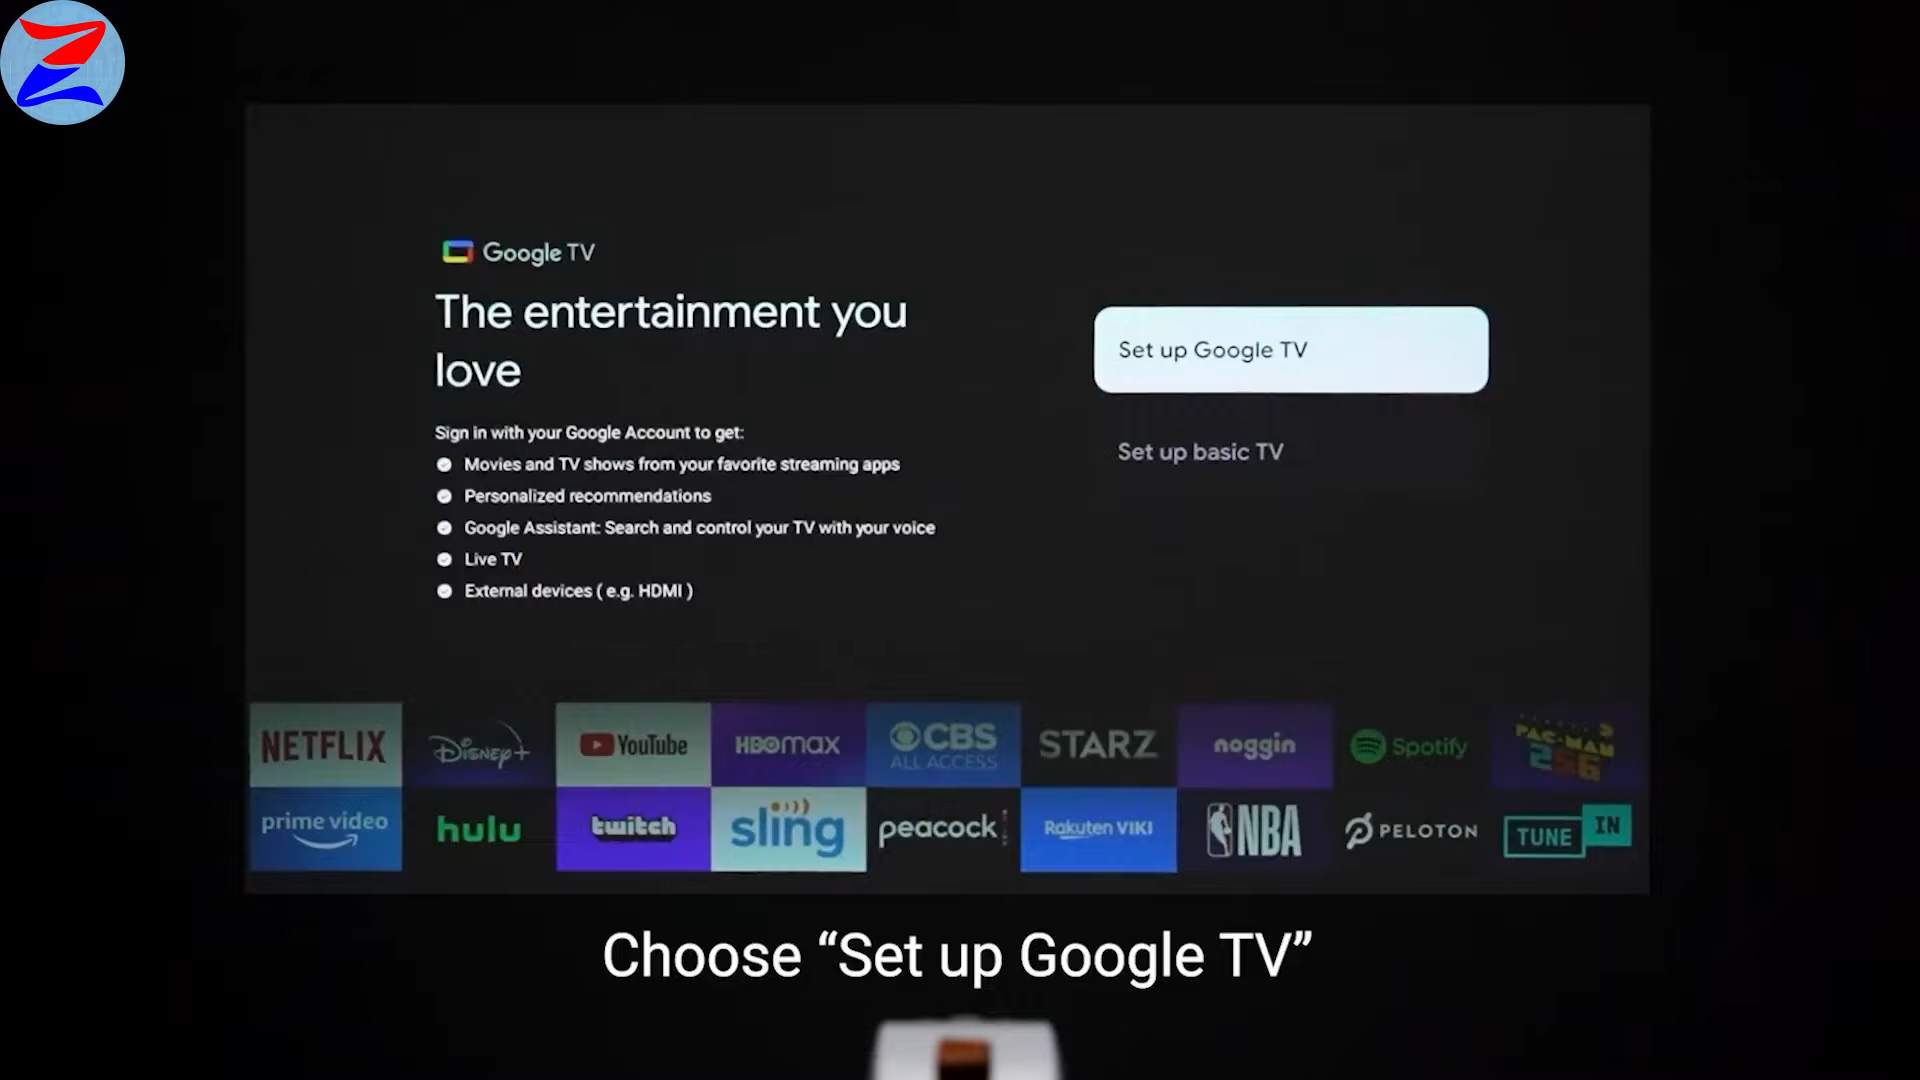 Google TV
The entertainment you
love
Sign in with your Google Account to get:
Movies and TV shows from your favorite streaming apps
Personalized recommendations
Google Assistant: Search and control your TV with your voice
Live TV
External devices ( e.g. HDMI )
Set up Google TV
Set up basic TV
NETFLIX Disney+ YouTube HBOMAX CBS ALL ACCESS STARZ noggin Spotify PAC-MAN 256
prime video hulu twitch sling peacock Rakuten VIKI NBA PELOTON TUNE IN
Choose “Set up Google TV”